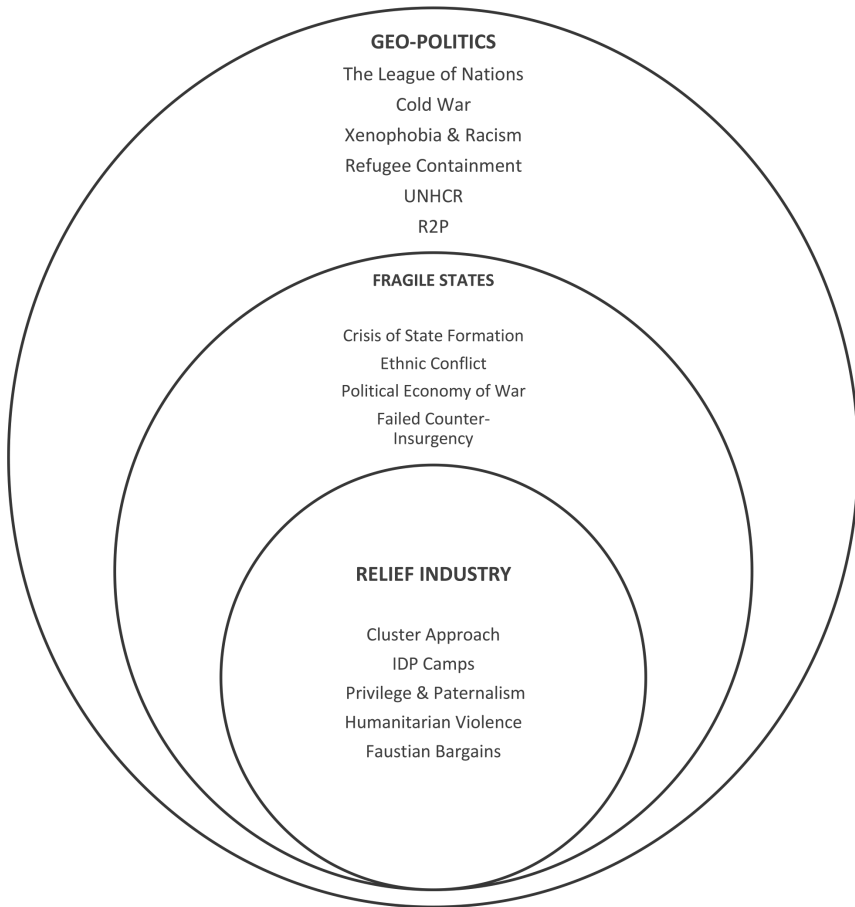 GEO-POLITICS
The League of Nations
Cold War
Xenophobia & Racism
Refugee Containment
UNHCR
R2P
FRAGILE STATES
Crisis of State Formation
Ethnic Conflict
Political Economy of War
Failed Counter-
Insurgency
RELIEF INDUSTRY
Cluster Approach
IDP Camps
Privilege & Paternalism
Humanitarian Violence
Faustian Bargains